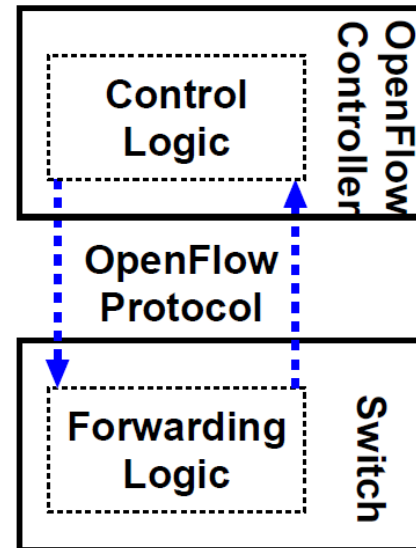 Control
Logic
OpenFlow
Controller
OpenFlow
Protocol
Forwarding
Logic
Switch